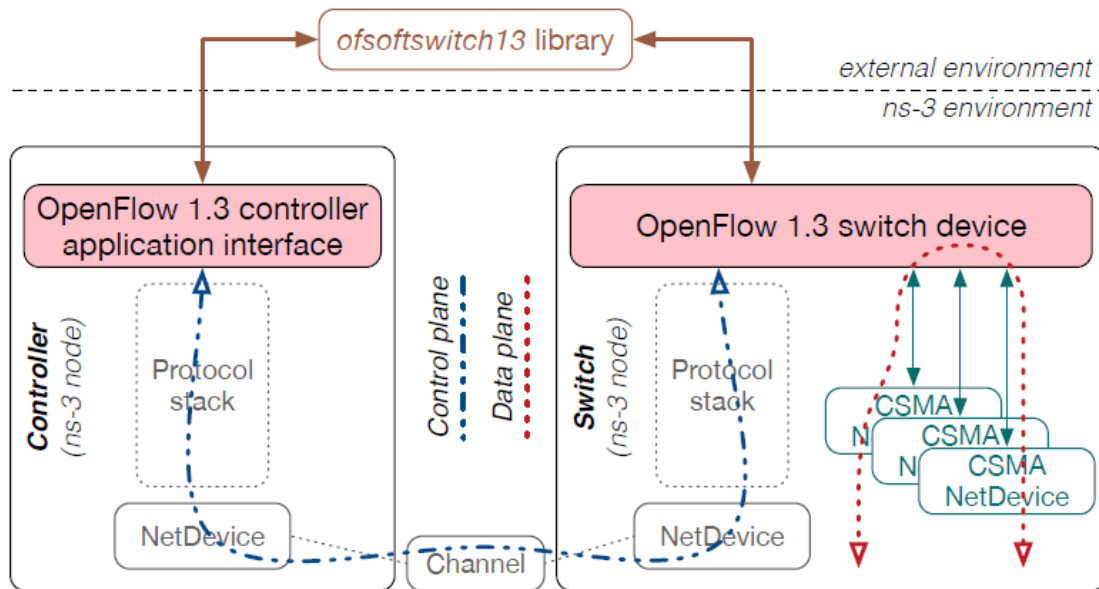 ofsoftswitch13 library
external environment
ns-3 environment
OpenFlow 1.3 controller
application interface
OpenFlow 1.3 switch device
Controller
(ns-3 node)
Protocol
stack
NetDevice
Control plane
Data plane
Channel
Switch
(ns-3 node)
Protocol
stack
NetDevice
CSMA
N
CSMA
N
CSMA
NetDevice